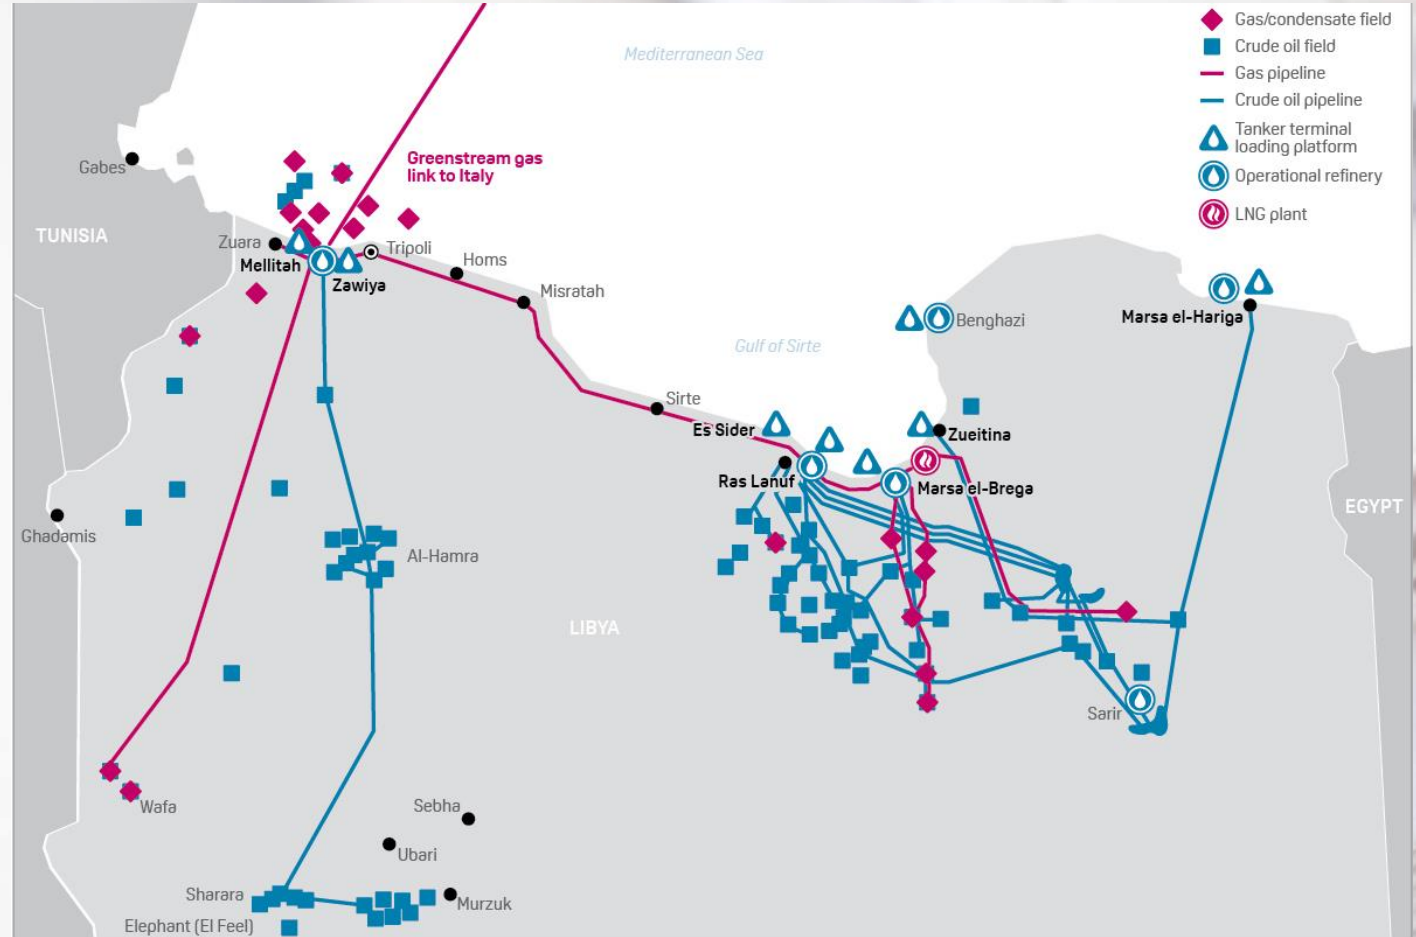 Mediterranean Sea
Gas/condensate field
Crude oil field
Gas pipeline
Crude oil pipeline
Tanker terminal
loading platform
Operational refinery
LNG plant
Gabes
Greenstream gas
link to Italy
TUNISIA
Zuara
Tripoli
Mellitah
Homs
Zawiya
Misratah
Benghazi
Marsa el-Hariga
Gulf of Sirte
Sirte
Es Sider
Zueitina
Ras Lanuf
Marsa el-Brega
EGYPT
Ghadamis
Al-Hamra
LIBYA
Sarir
Wafa
Sebha
Ubari
Sharara
Murzuk
Elephant (El Feel)